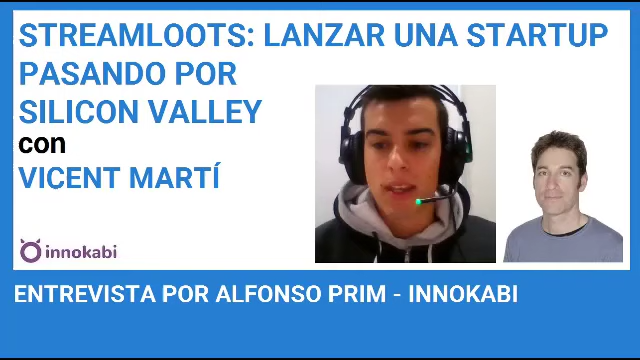 STREAMLOOTS: LANZAR UNA STARTUP
PASANDO POR
SILICON VALLEY
con
VICENT MARTÍ
innokabi
ENTREVISTA POR ALFONSO PRIM - INNOKABI